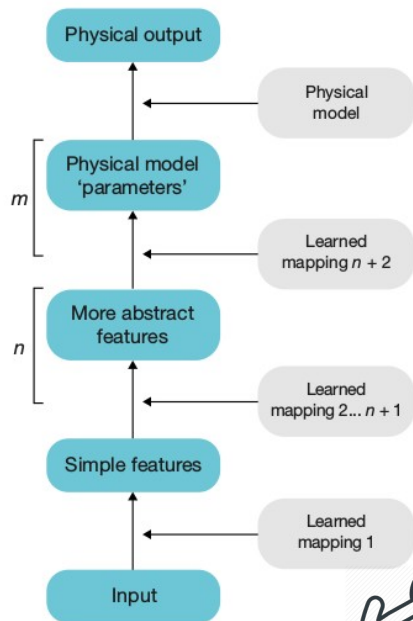 Physical output
Physical
model
Physical model
‘parameters’
m
Learned
mapping n + 2
More abstract
features
n
Learned
mapping 2... n + 1
Simple features
Learned
mapping 1
Input